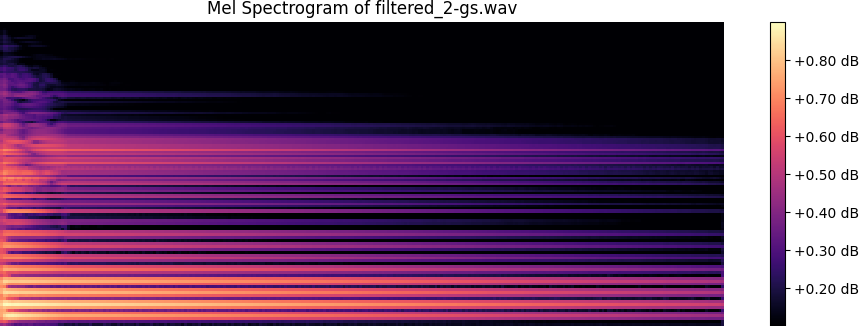 Mel Spectrogram of filtered_2-gs.wav
+0.80 dB
+0.70 dB
+0.60 dB
+0.50 dB
+0.40 dB
+0.30 dB
+0.20 dB